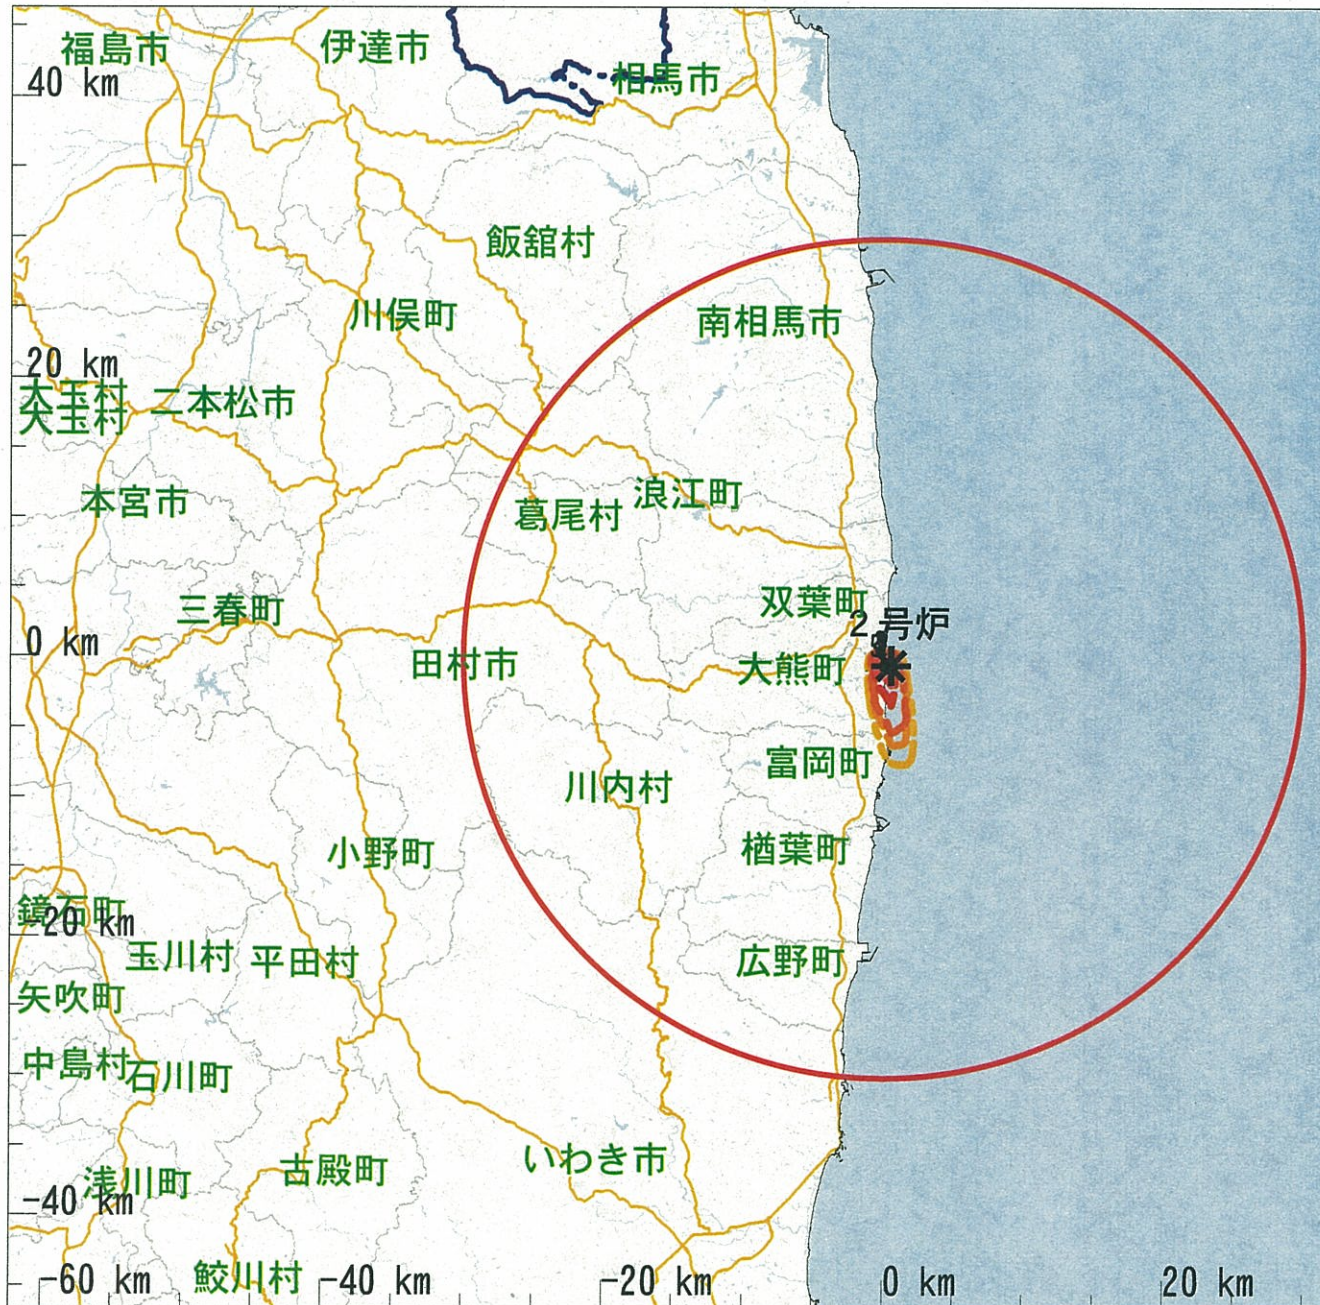 福島市
伊達市
相馬市
40 km
飯舘村
川俣町
南相馬市
20 km
大玉村
二本松市
大玉村
本宮市
浪江町
葛尾村
双葉町
三春町
2号炉
0 km
田村市
大熊町
富岡町
川内村
楢葉町
小野町
鏡石町
-20 km
玉川村
平田村
広野町
矢吹町
中島村
石川町
いわき市
古殿町
浅川町
-40 km
鮫川村
-60 km
-40 km
-20 km
0 km
20 km